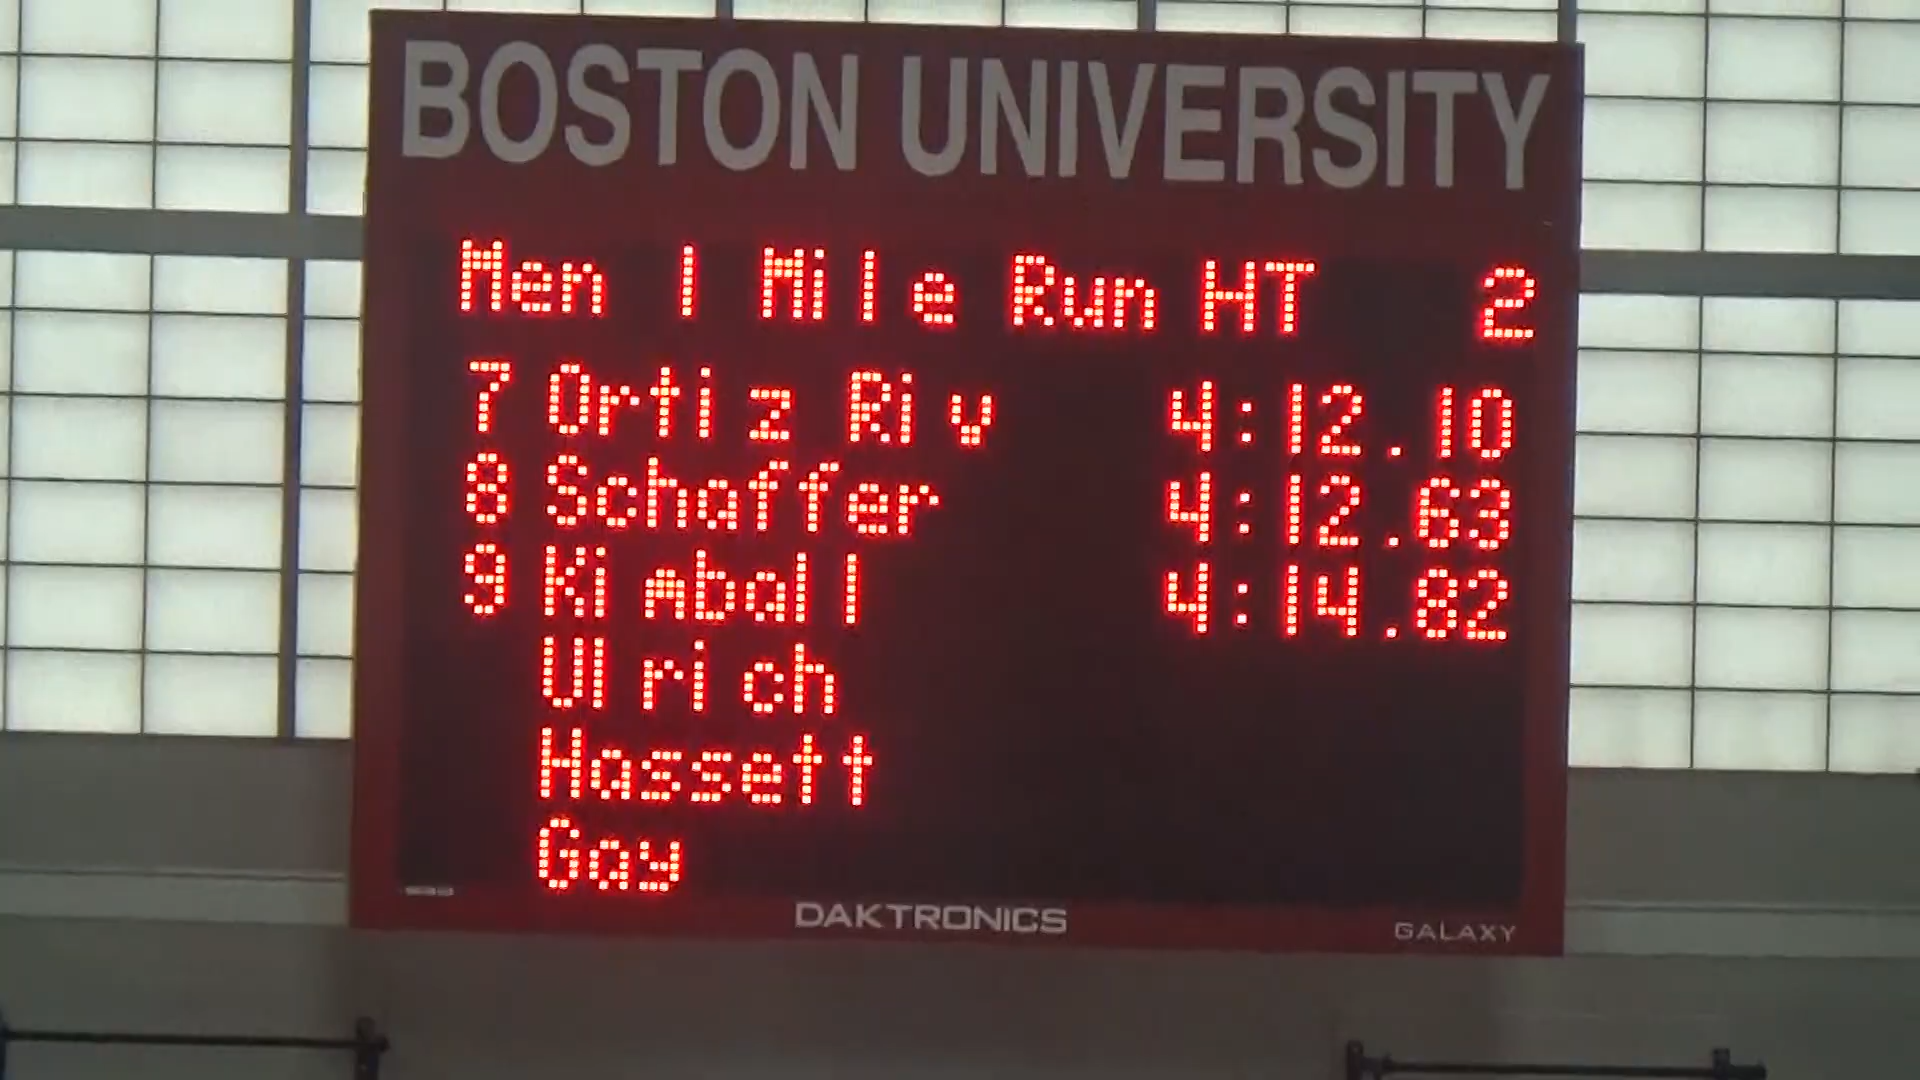 BOSTON UNIVERSITY
Men 1 Mile Run HT 2
7 Ortiz Riv 4:12.10
8 Schaffer 4:12.63
9 Kimball 4:14.82
Ulrich
Hassett
Gay
DAKTRONICS
GALAXY